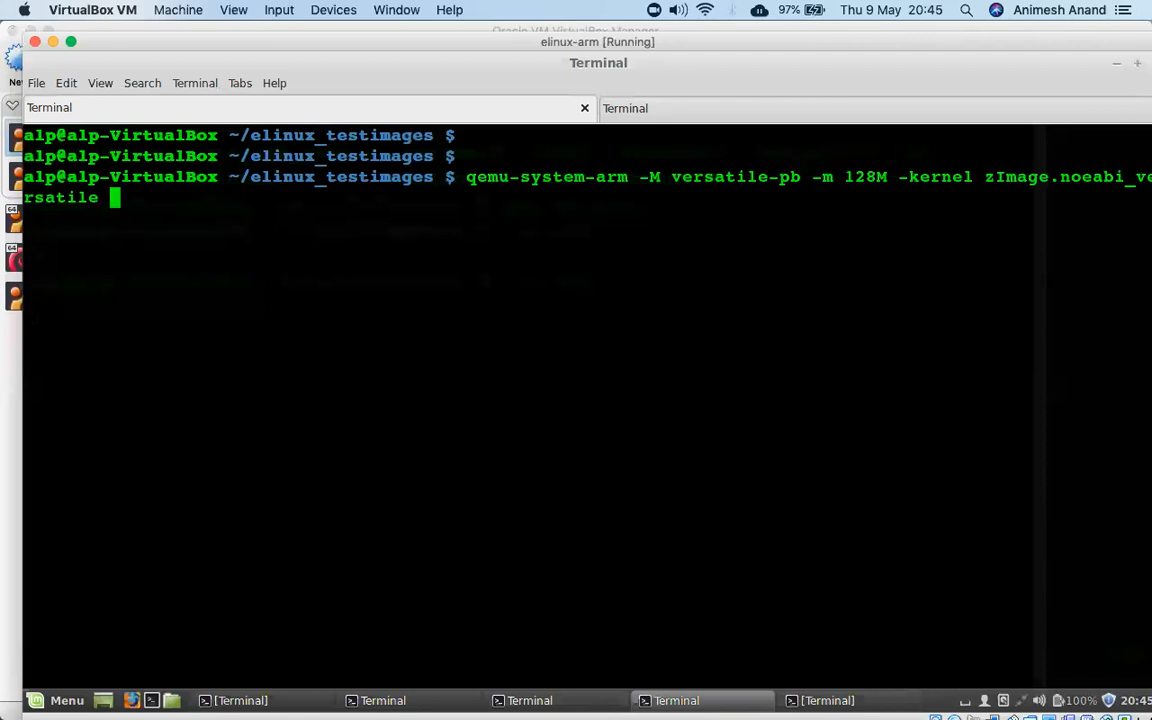 VirtualBox VM Machine View Input Devices Window Help 97% Thu 9 May 20:45 Animesh Anand
Oracle VM VirtualBox Manager
elinux-arm [Running]
Terminal
File Edit View Search Terminal Tabs Help
Terminal Terminal
alp@alp-VirtualBox ~/elinux_testimages $
alp@alp-VirtualBox ~/elinux_testimages $
alp@alp-VirtualBox ~/elinux_testimages $ qemu-system-arm -M versatile-pb -m 128M -kernel zImage.noeabi_ve
rsatile
Menu [Terminal] Terminal Terminal Terminal [Terminal] 100% 20:45